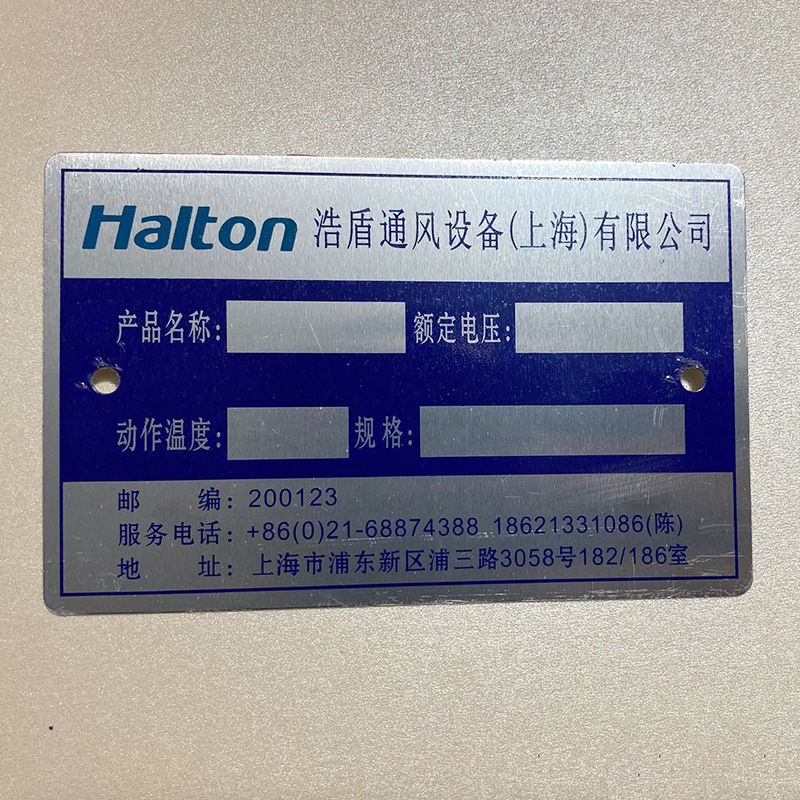 Halton 浩盾通风设备(上海)有限公司
产品名称: 额定电压:
动作温度: 规格:
邮 编: 200123
服务电话: +86(0)21-68874388 18621331086(陈)
地 址: 上海市浦东新区浦三路3058号182/186室